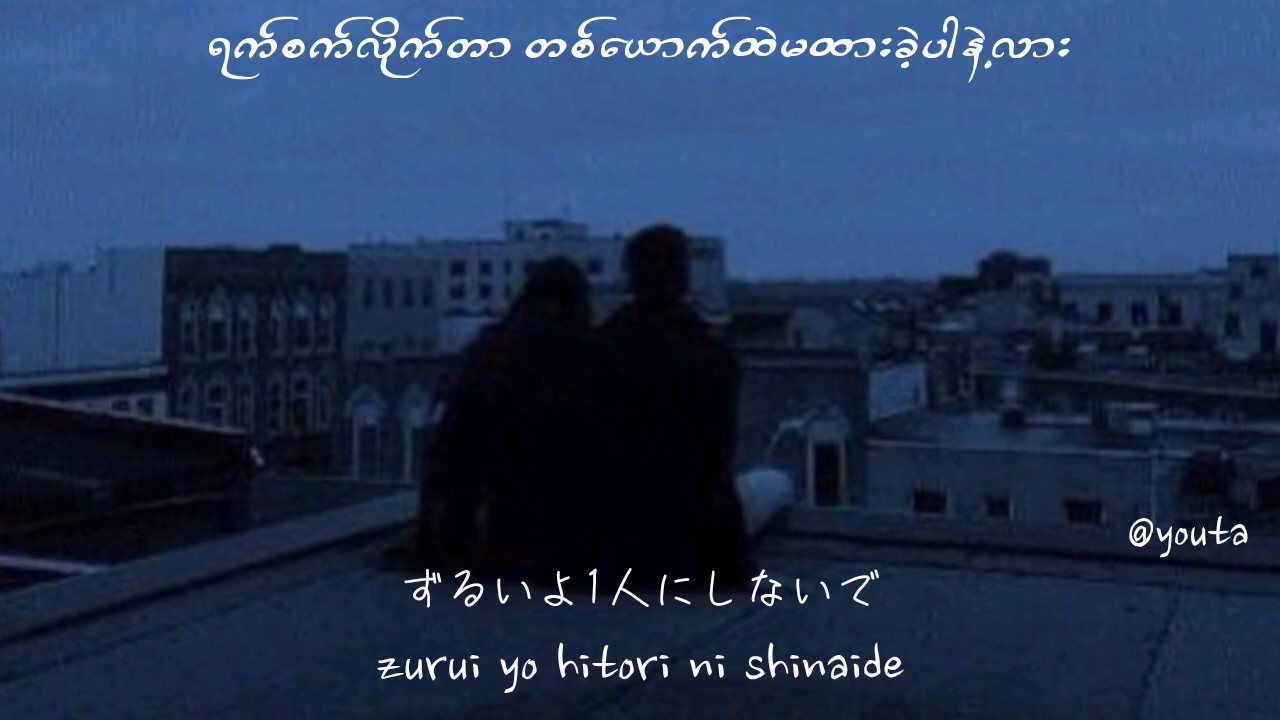 ရက်စက်လိုက်တာ တစ်ယောက်ထဲမထားခဲ့ပါနဲ့လား
@youta
ずるいよ1人にしないで
zurui yo hitori ni shinaide